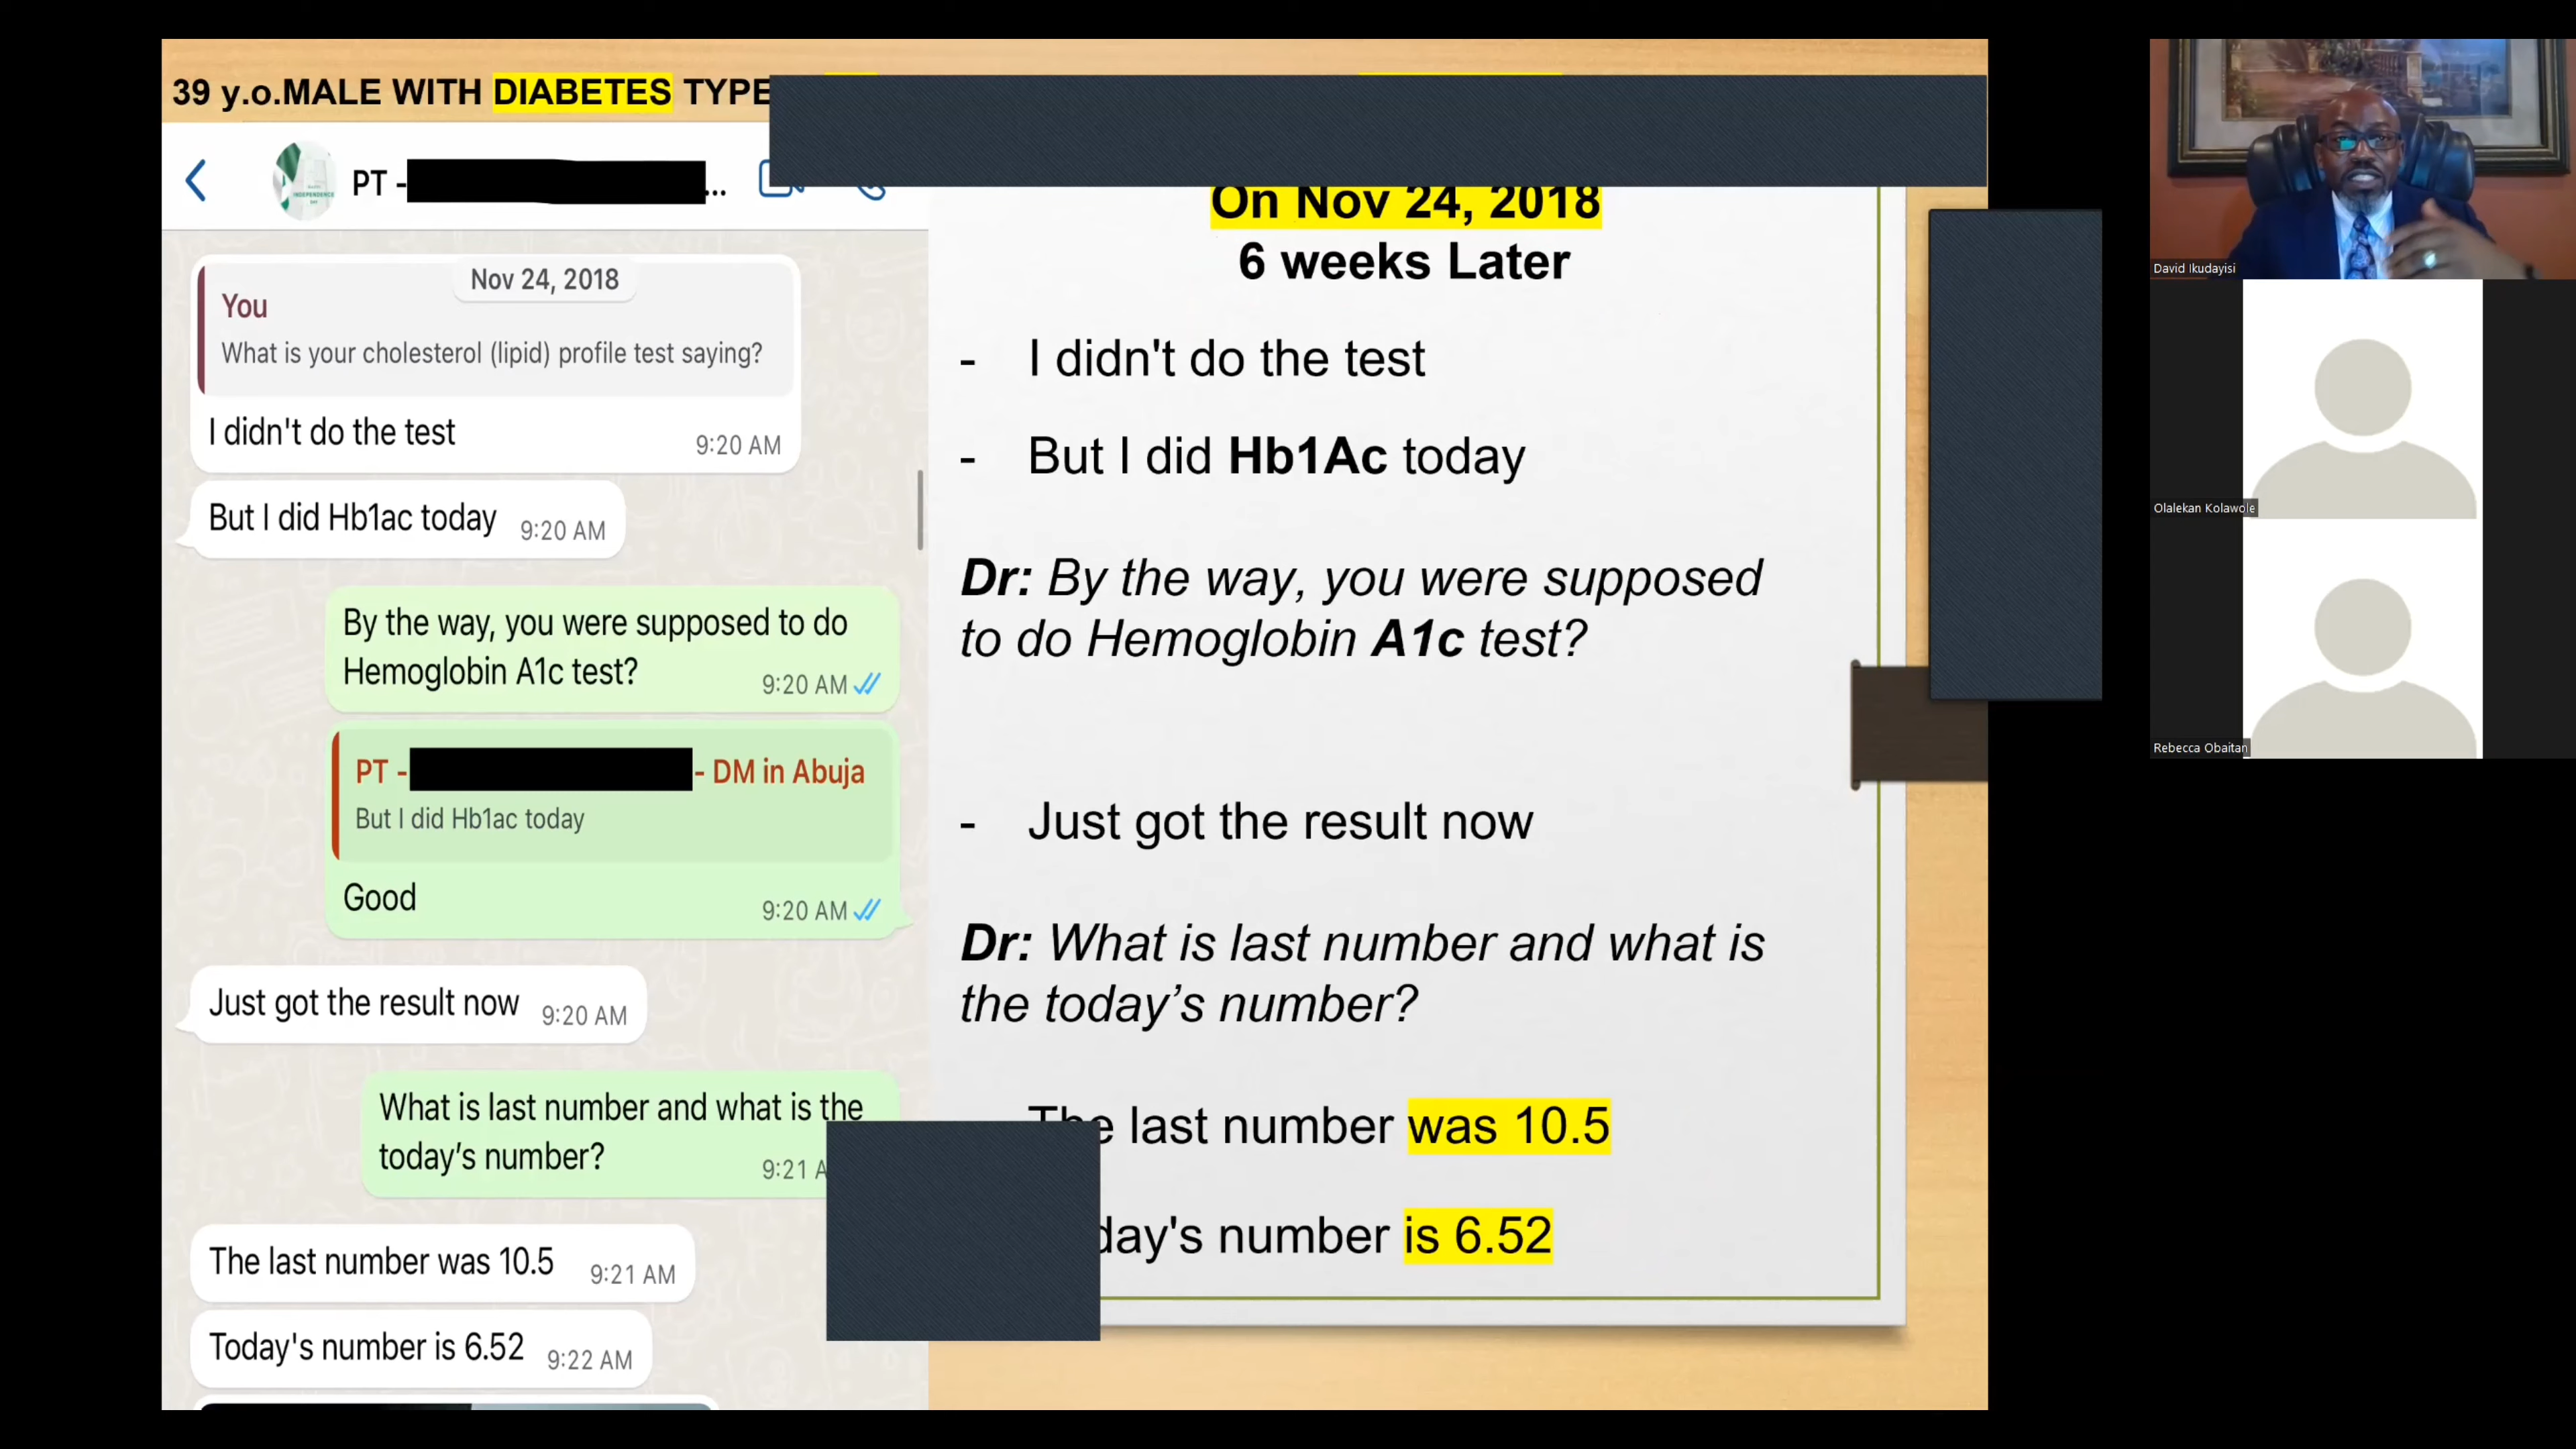 39 y.o.MALE WITH DIABETES TYPE
PT -
...
Nov 24, 2018
You
What is your cholesterol (lipid) profile test saying?
I didn't do the test
9:20 AM
But I did Hb1ac today 9:20 AM
By the way, you were supposed to do
Hemoglobin A1c test?
9:20 AM
PT - - DM in Abuja
But I did Hb1ac today
Good
9:20 AM
Just got the result now 9:20 AM
What is last number and what is the
today’s number?
9:21 A
The last number was 10.5 9:21 AM
Today's number is 6.52 9:22 AM
On Nov 24, 2018
6 weeks Later
- I didn't do the test
- But I did Hb1Ac today
Dr: By the way, you were supposed
to do Hemoglobin A1c test?
- Just got the result now
Dr: What is last number and what is
the today’s number?
The last number was 10.5
day's number is 6.52
David Ikudayisi
Olalekan Kolawole
Rebecca Obaitan